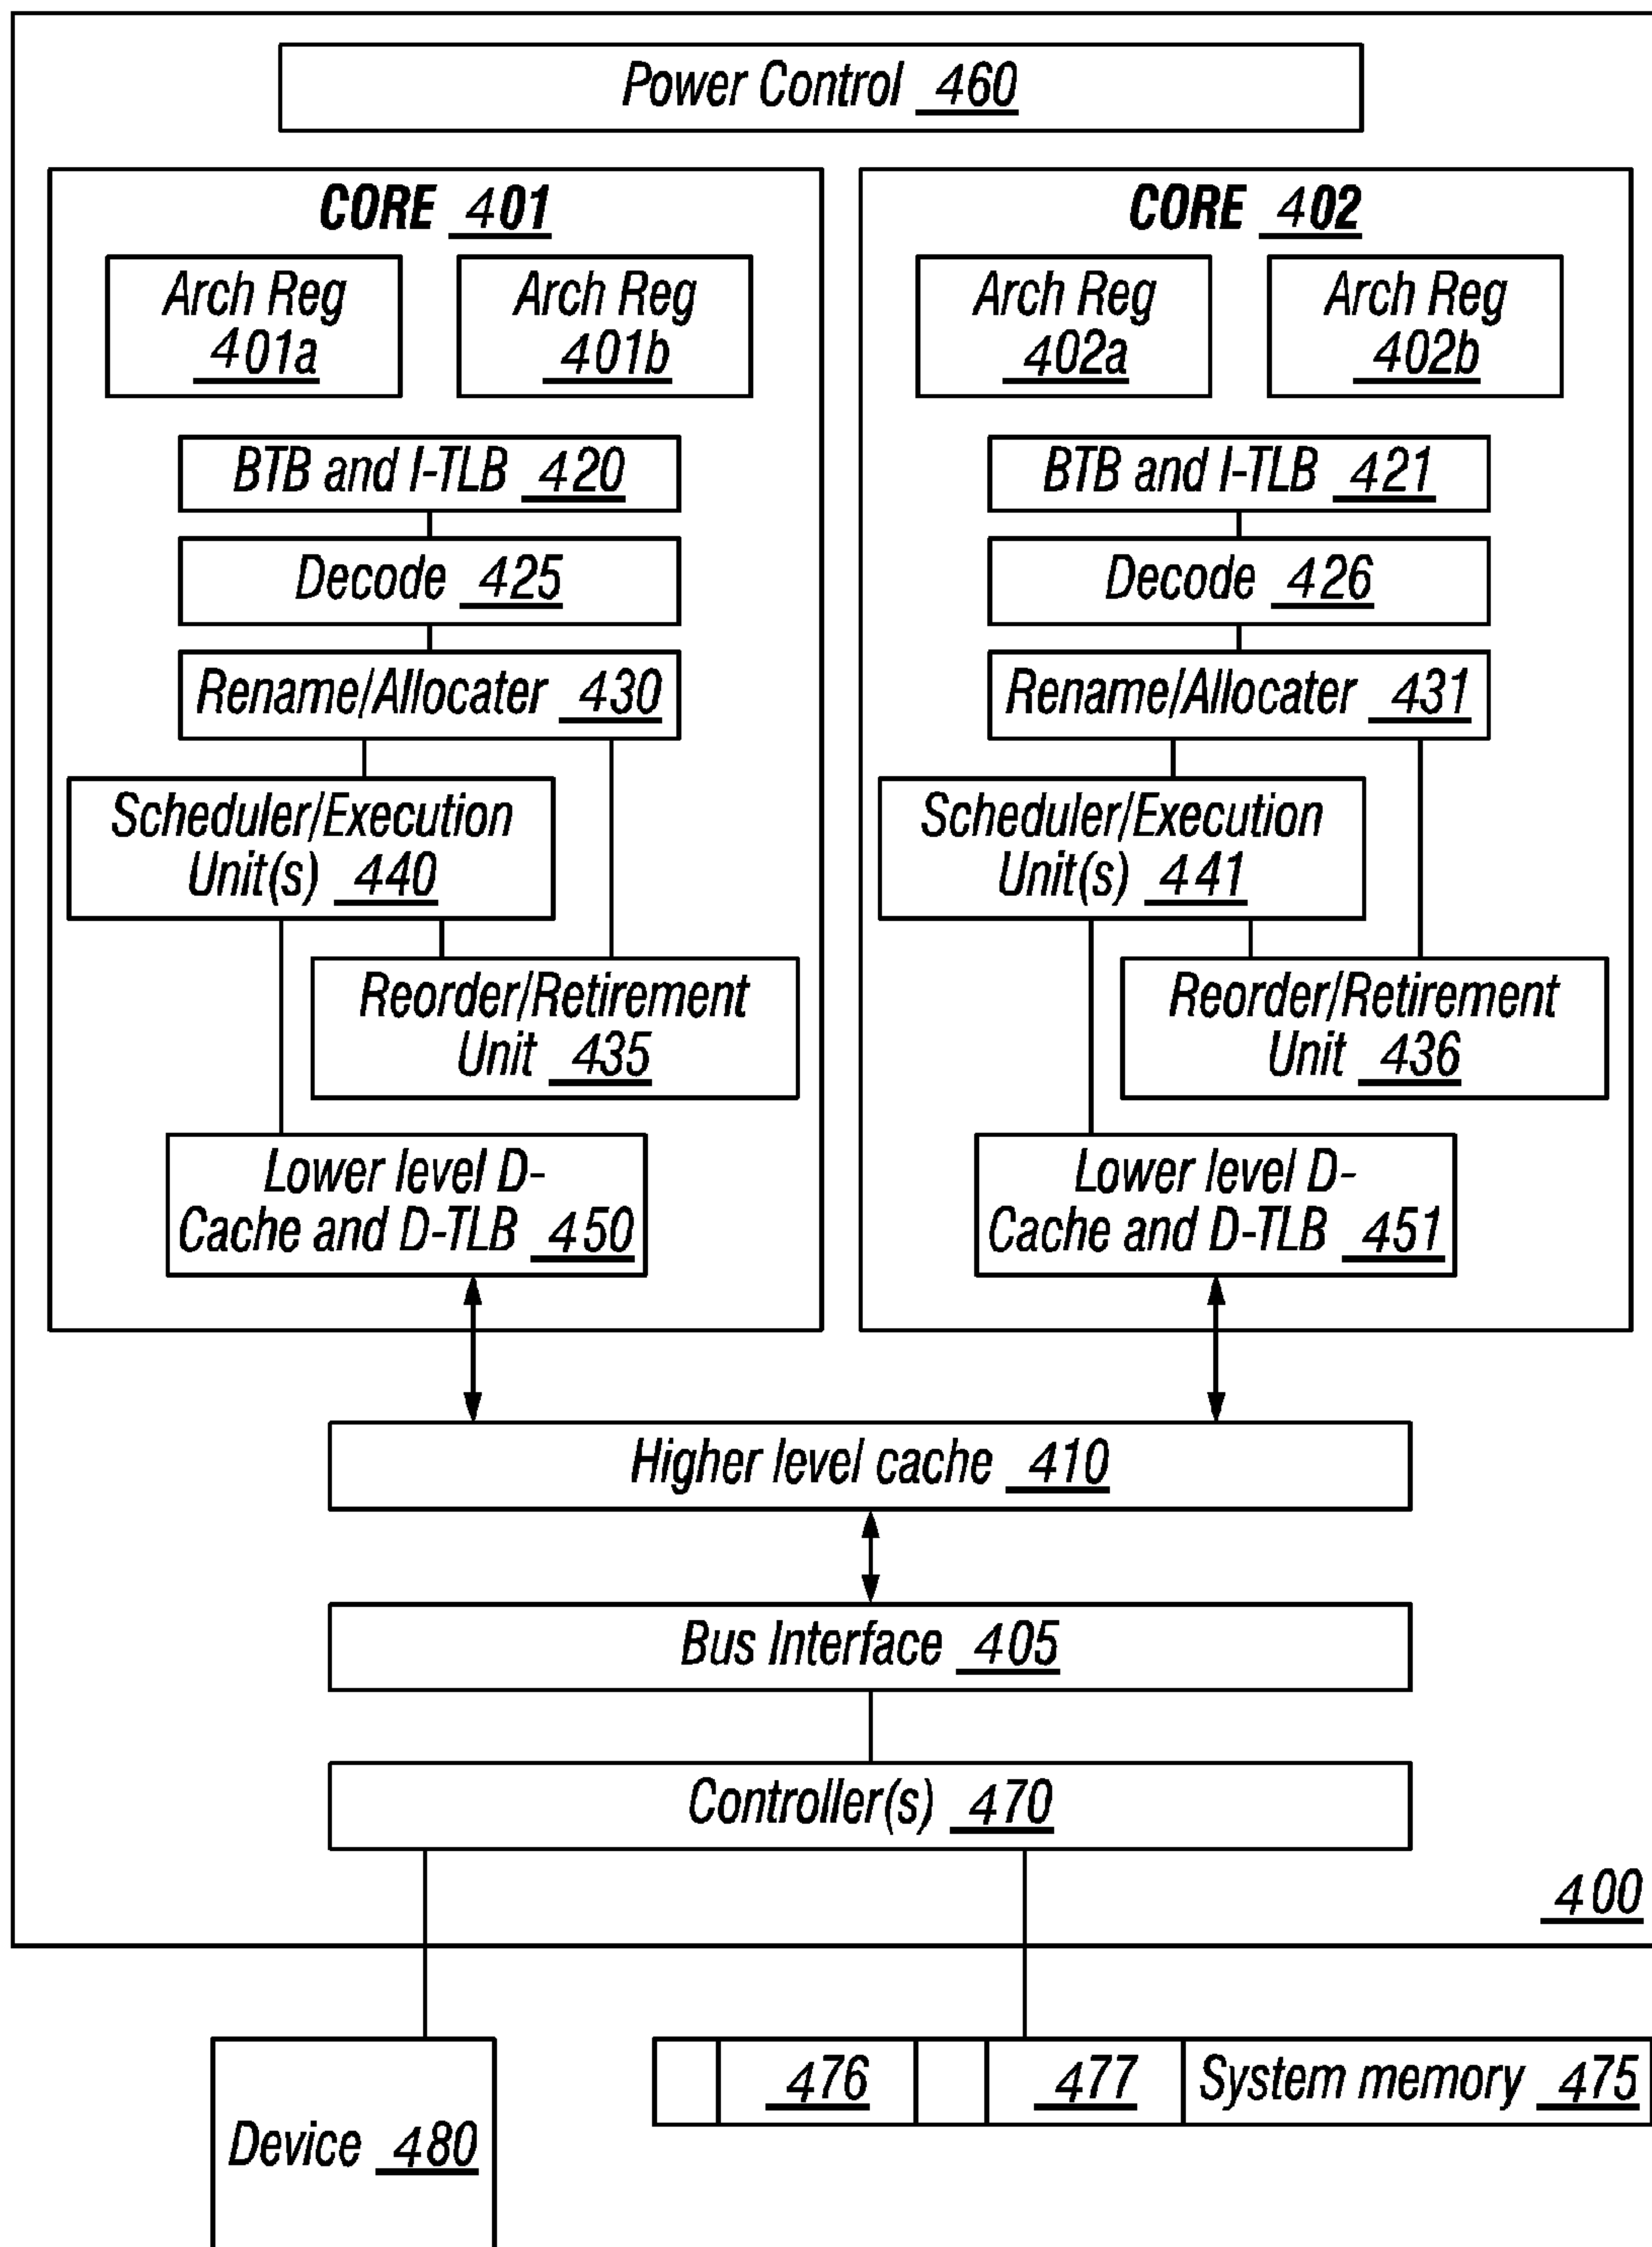 Power Control 460
CORE 401
Arch Reg
401a
Arch Reg
401b
BTB and I-TLB 420
Decode 425
Rename/Allocater 430
Scheduler/Execution
Unit(s) 440
Reorder/Retirement
Unit 435
Lower level D-
Cache and D-TLB 450
CORE 402
Arch Reg
402a
Arch Reg
402b
BTB and I-TLB 421
Decode 426
Rename/Allocater 431
Scheduler/Execution
Unit(s) 441
Reorder/Retirement
Unit 436
Lower level D-
Cache and D-TLB 451
Higher level cache 410
Bus Interface 405
Controller(s) 470
400
476 477 System memory 475
Device 480